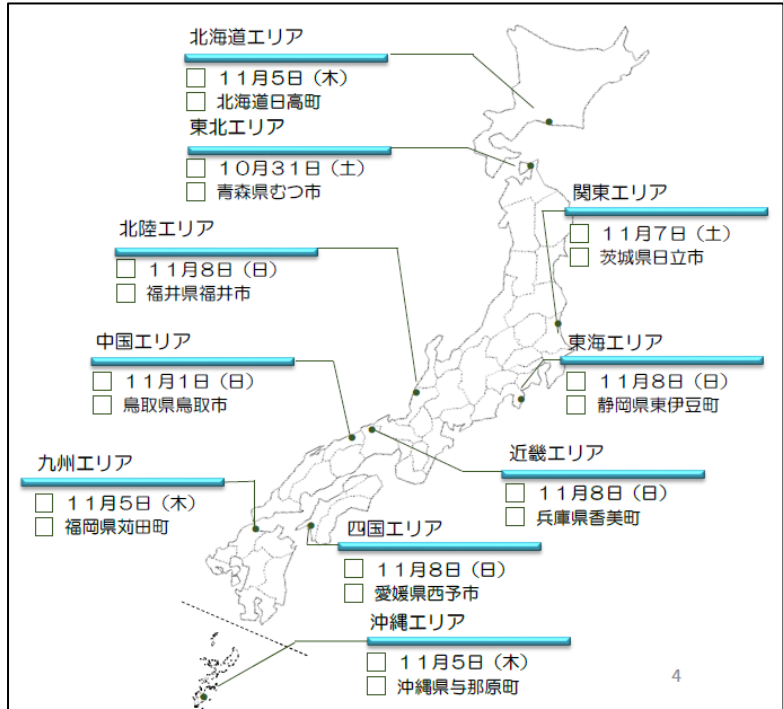 北海道エリア
□ 11月5日（木）
□ 北海道日高町
東北エリア
□ 10月31日（土）
□ 青森県むつ市
関東エリア
□ 11月7日（土）
□ 茨城県日立市
北陸エリア
□ 11月8日（日）
□ 福井県福井市
中国エリア
□ 11月1日（日）
□ 鳥取県鳥取市
東海エリア
□ 11月8日（日）
□ 静岡県東伊豆町
近畿エリア
□ 11月8日（日）
□ 兵庫県香美町
九州エリア
□ 11月5日（木）
□ 福岡県苅田町
四国エリア
□ 11月8日（日）
□ 愛媛県西予市
沖縄エリア
□ 11月5日（木）
□ 沖縄県与那原町
4